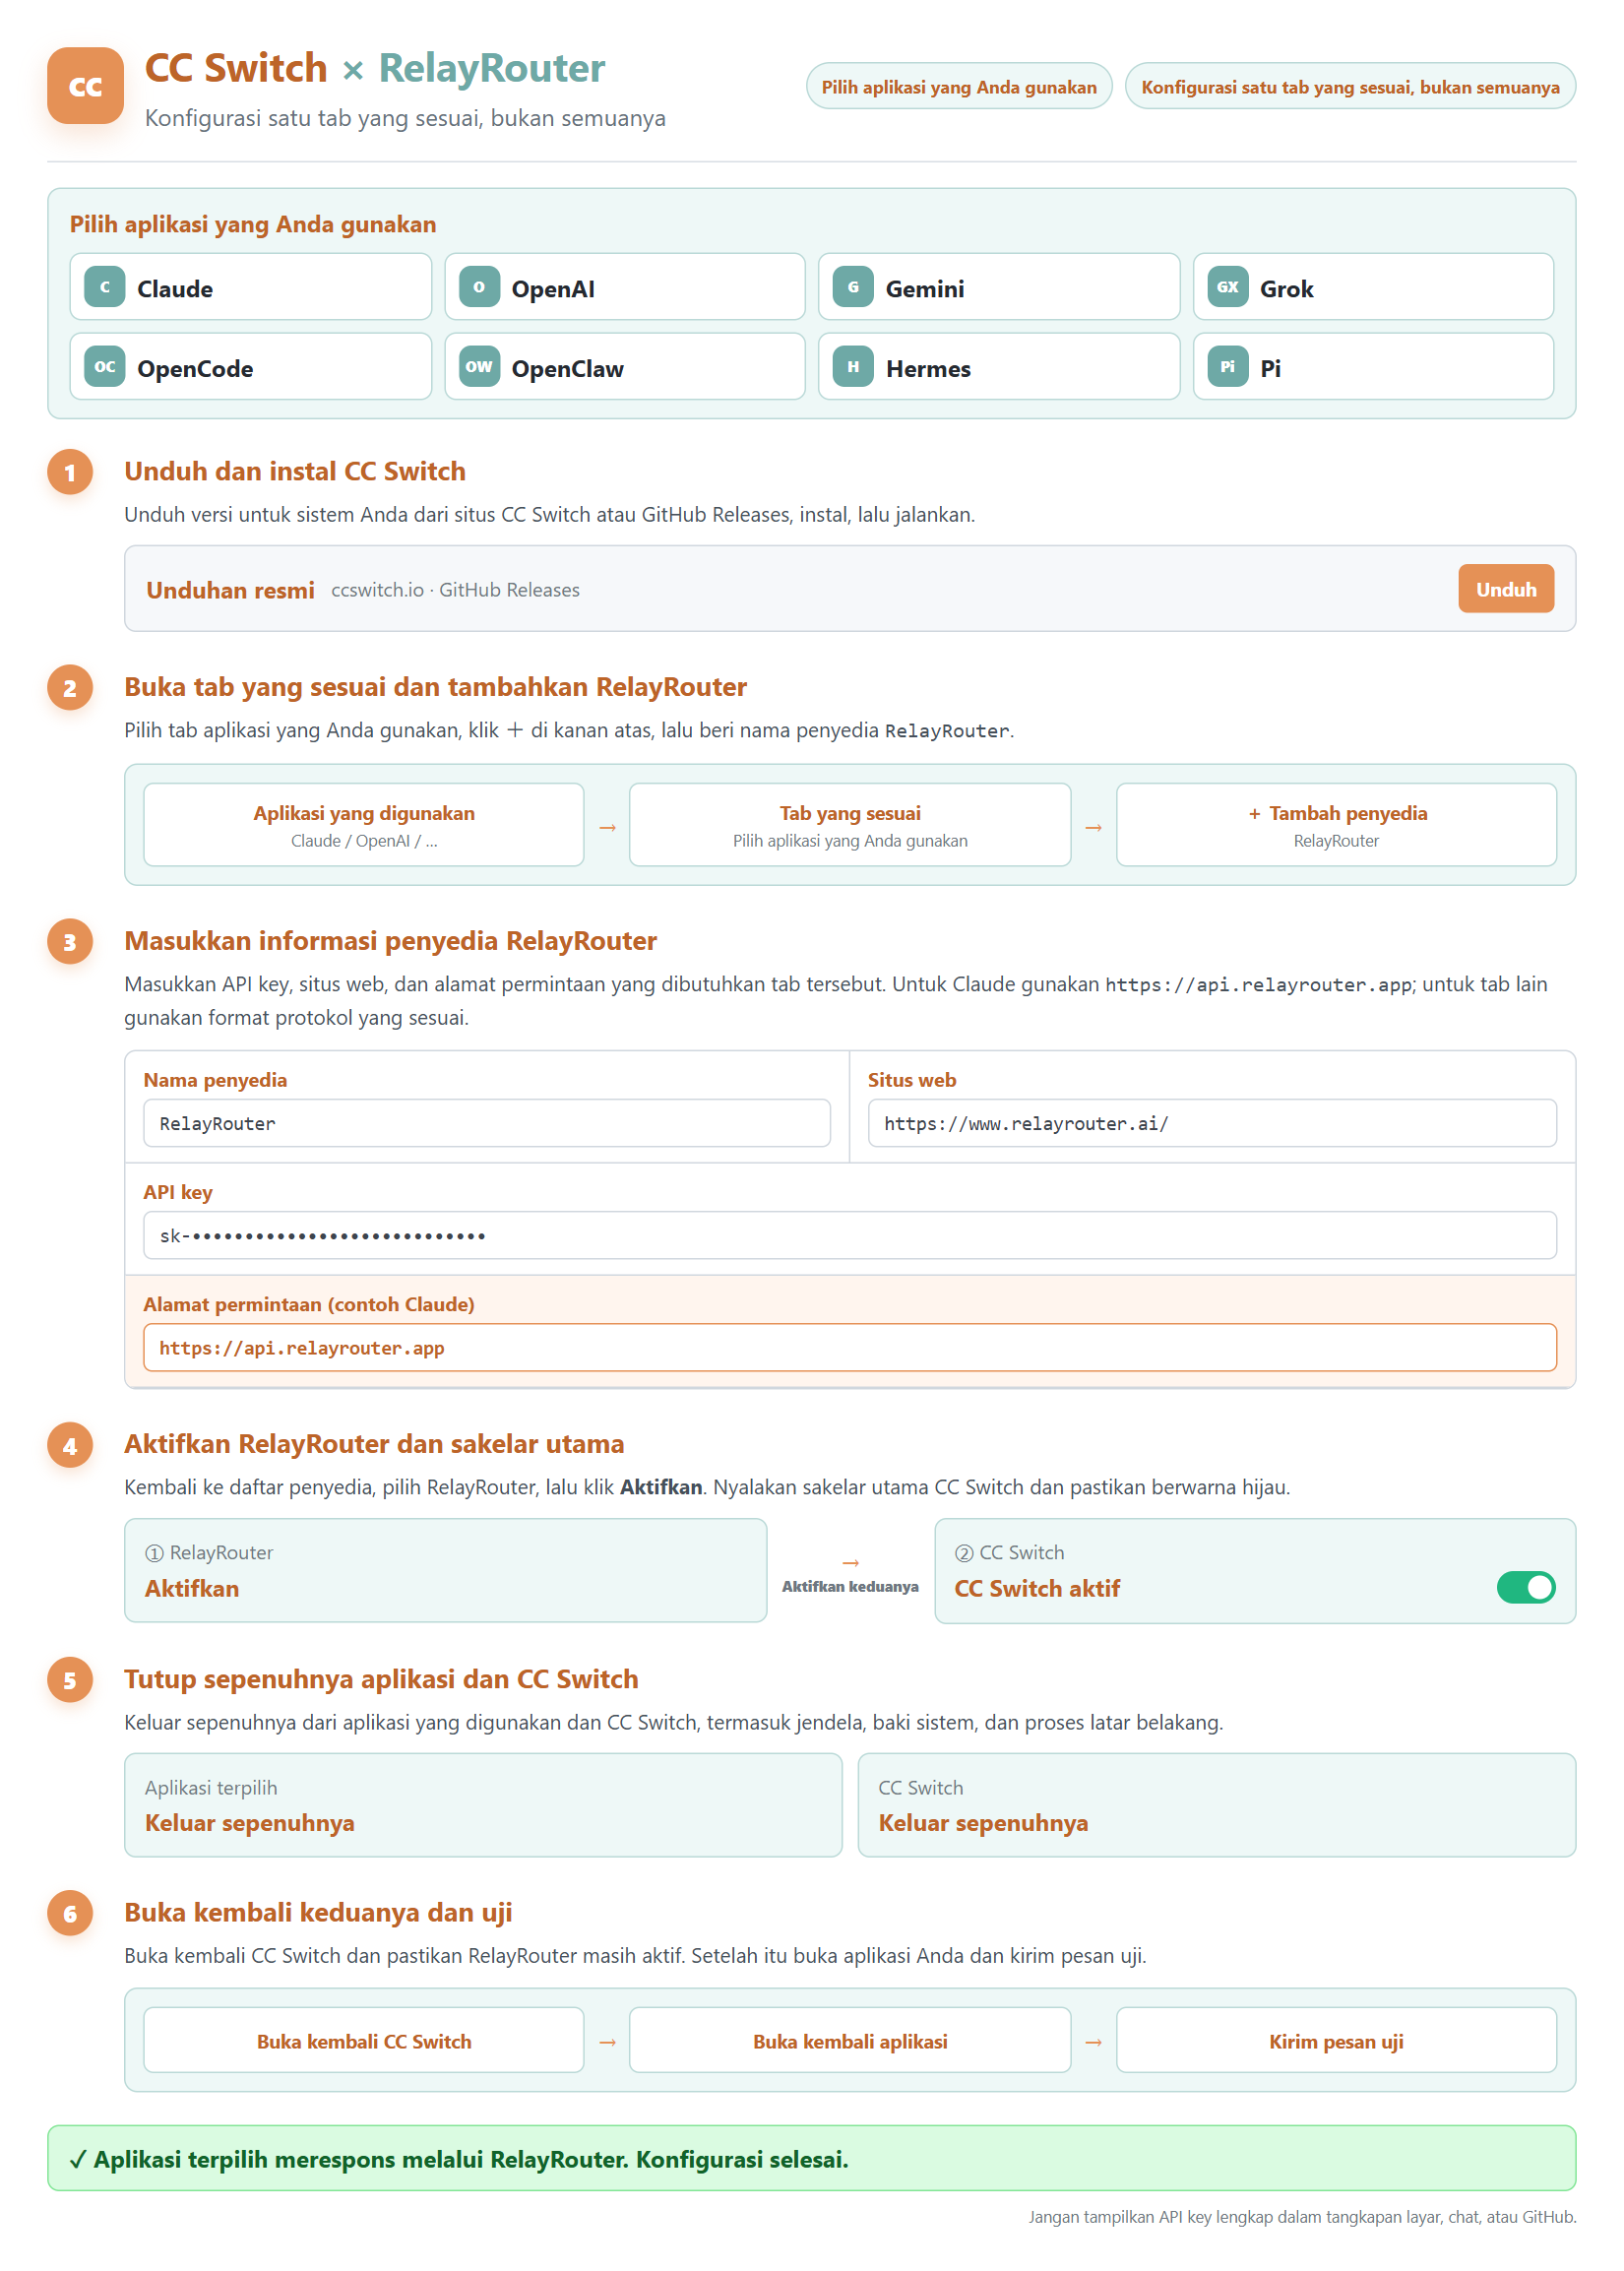 CC
CC Switch × RelayRouter
Konfigurasi satu tab yang sesuai, bukan semuanya
Pilih aplikasi yang Anda gunakan
Konfigurasi satu tab yang sesuai, bukan semuanya
Pilih aplikasi yang Anda gunakan
C Claude
O OpenAI
G Gemini
GX Grok
OC OpenCode
OW OpenClaw
H Hermes
Pi Pi
1 Unduh dan instal CC Switch
Unduh versi untuk sistem Anda dari situs CC Switch atau GitHub Releases, instal, lalu jalankan.
Unduhan resmi ccswitch.io · GitHub Releases
Unduh
2 Buka tab yang sesuai dan tambahkan RelayRouter
Pilih tab aplikasi yang Anda gunakan, klik ＋ di kanan atas, lalu beri nama penyedia RelayRouter.
Aplikasi yang digunakan
Claude / OpenAI / ...
→
Tab yang sesuai
Pilih aplikasi yang Anda gunakan
→
+ Tambah penyedia
RelayRouter
3 Masukkan informasi penyedia RelayRouter
Masukkan API key, situs web, dan alamat permintaan yang dibutuhkan tab tersebut. Untuk Claude gunakan https://api.relayrouter.app; untuk tab lain
gunakan format protokol yang sesuai.
Nama penyedia
RelayRouter
Situs web
https://www.relayrouter.ai/
API key
sk-••••••••••••••••••••••••••••
Alamat permintaan (contoh Claude)
https://api.relayrouter.app
4 Aktifkan RelayRouter dan sakelar utama
Kembali ke daftar penyedia, pilih RelayRouter, lalu klik Aktifkan. Nyalakan sakelar utama CC Switch dan pastikan berwarna hijau.
① RelayRouter
Aktifkan
→
Aktifkan keduanya
② CC Switch
CC Switch aktif
5 Tutup sepenuhnya aplikasi dan CC Switch
Keluar sepenuhnya dari aplikasi yang digunakan dan CC Switch, termasuk jendela, baki sistem, dan proses latar belakang.
Aplikasi terpilih
Keluar sepenuhnya
CC Switch
Keluar sepenuhnya
6 Buka kembali keduanya dan uji
Buka kembali CC Switch dan pastikan RelayRouter masih aktif. Setelah itu buka aplikasi Anda dan kirim pesan uji.
Buka kembali CC Switch
→
Buka kembali aplikasi
→
Kirim pesan uji
✓ Aplikasi terpilih merespons melalui RelayRouter. Konfigurasi selesai.
Jangan tampilkan API key lengkap dalam tangkapan layar, chat, atau GitHub.